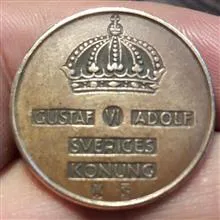 GUSTAF VI ADOLF
SVERIGES
KONUNG